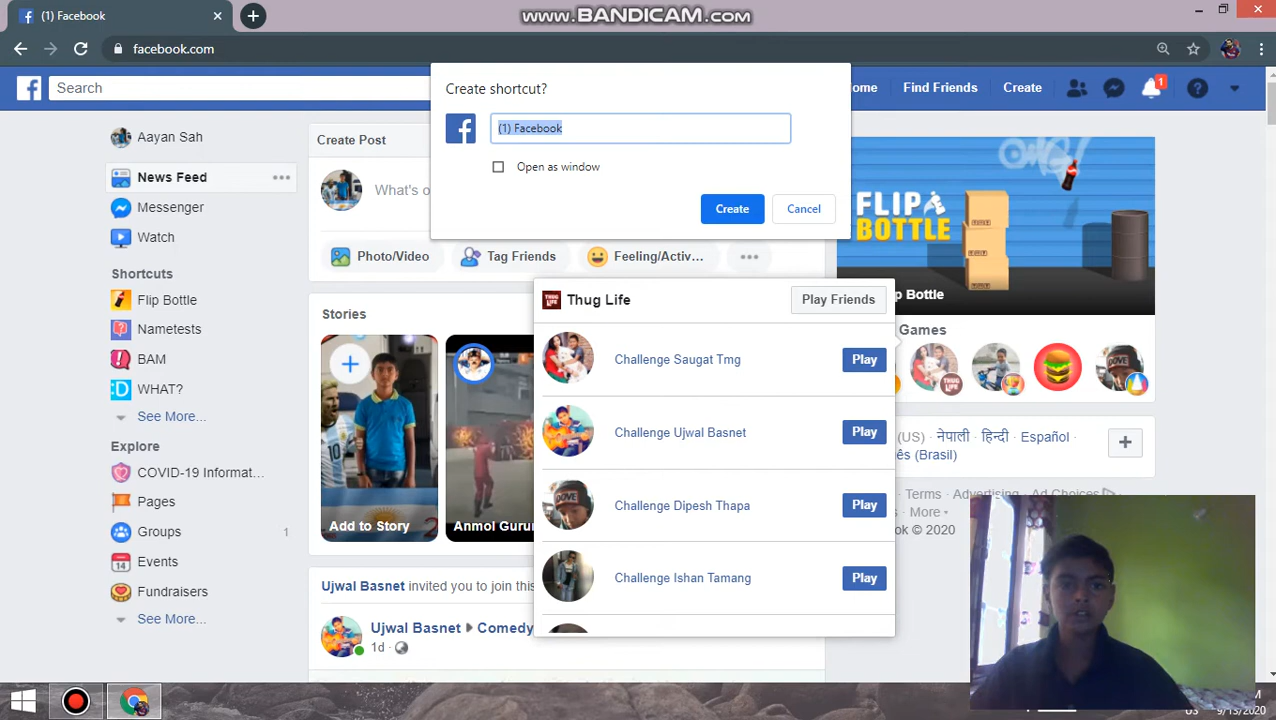 (1) Facebook
www.BANDICAM.com
facebook.com
Search
Home
Find Friends
Create
1
Create shortcut?
(1) Facebook
Open as window
Create
Cancel
Aayan Sah
News Feed
Messenger
Watch
Shortcuts
Flip Bottle
Nametests
BAM
WHAT?
See More...
Explore
COVID-19 Informat...
Pages
Groups
1
Events
Fundraisers
See More...
Create Post
What's o
Photo/Video
Tag Friends
Feeling/Activ...
Stories
Add to Story
Anmol Gurun
Ujwal Basnet invited you to join this
Ujwal Basnet Comedy
1d
Thug Life
Play Friends
Challenge Saugat Tmg
Play
Challenge Ujwal Basnet
Play
Challenge Dipesh Thapa
Play
Challenge Ishan Tamang
Play
OMG!
FLIP
BOTTLE
p Bottle
Games
THUG LIFE
(US) · नेपाली · हिन्दी · Español ·
ês (Brasil)
Terms · Advertising · Ad Choices
More
ok © 2020
9/13/2020